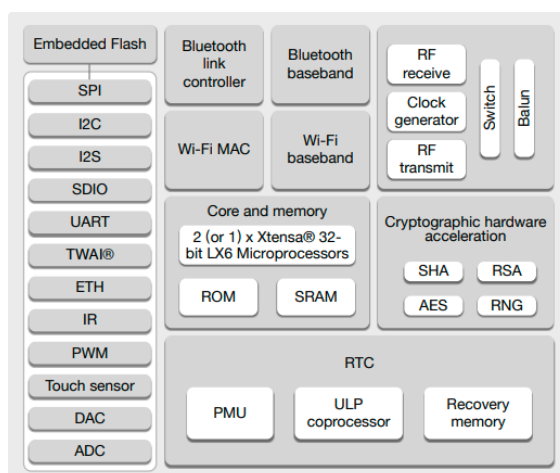 Embedded Flash
SPI
I2C
I2S
SDIO
UART
TWAI®
ETH
IR
PWM
Touch sensor
DAC
ADC
Bluetooth
link
controller
Bluetooth
baseband
Wi-Fi MAC
Wi-Fi
baseband
RF
receive
Clock
generator
RF
transmit
Switch
Balun
Core and memory
2 (or 1) x Xtensa® 32-
bit LX6 Microprocessors
ROM
SRAM
Cryptographic hardware
acceleration
SHA
RSA
AES
RNG
RTC
PMU
ULP
coprocessor
Recovery
memory